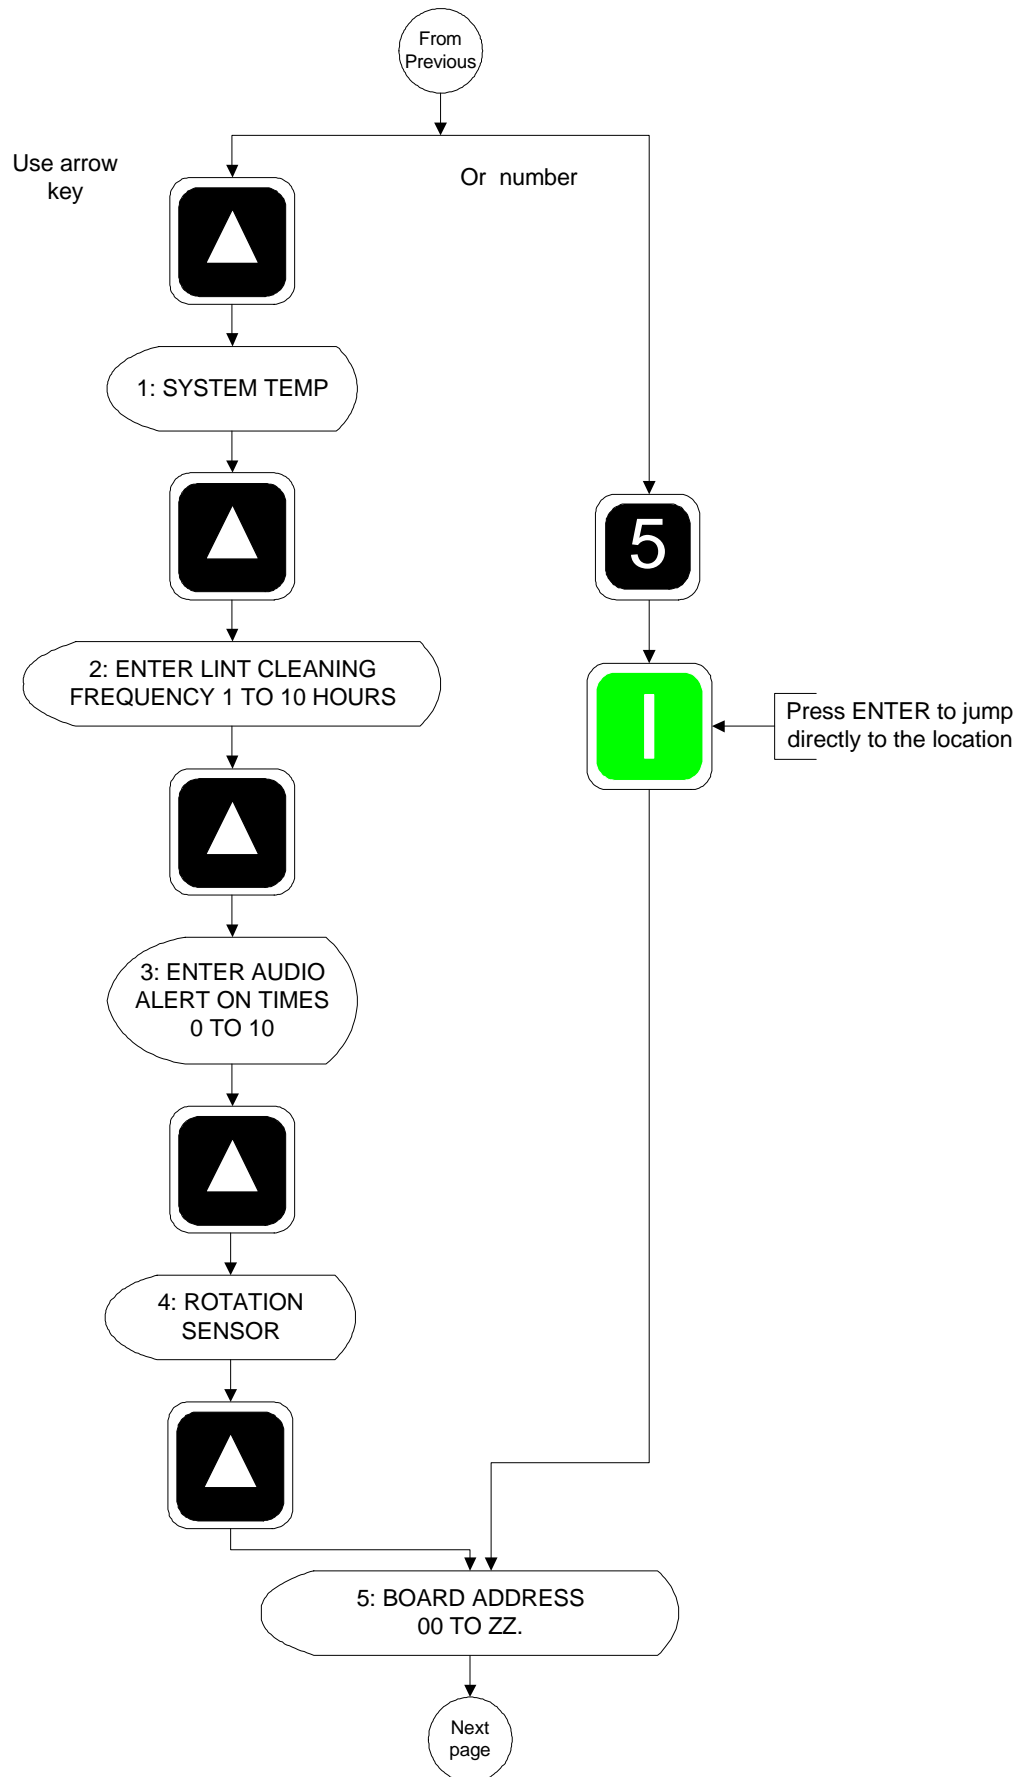 From
Previous
Use arrow
key
Or number
1: SYSTEM TEMP
5
2: ENTER LINT CLEANING
FREQUENCY 1 TO 10 HOURS
Press ENTER to jump
directly to the location
3: ENTER AUDIO
ALERT ON TIMES
0 TO 10
4: ROTATION
SENSOR
5: BOARD ADDRESS
00 TO ZZ.
Next
page